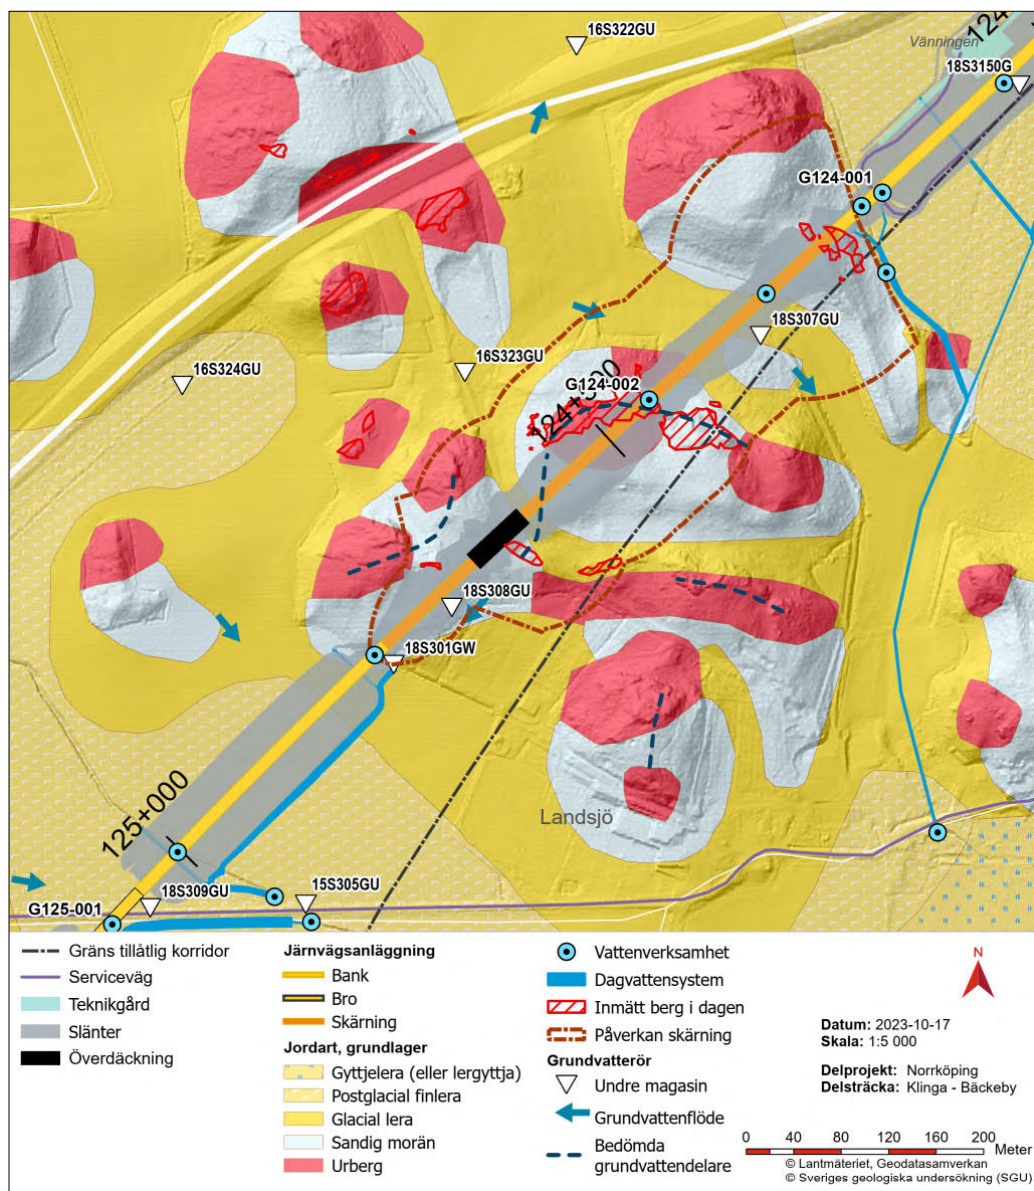 16S322GU
Vänningen
124
18S3150G
G124-001
18S307GU
16S323GU
16S324GU
G124-002
124+500
18S308GU
18S301GW
Landsjö
125+000
18S309GU
15S305GU
G125-001
Gräns tillåtlig korridor
Serviceväg
Teknikgård
Slänter
Överdäckning
Järnvägsanläggning
Bank
Bro
Skärning
Jordart, grundlager
Gyttjelera (eller lergyttja)
Postglacial finlera
Glacial lera
Sandig morän
Urberg
Vattenverksamhet
Dagvattensystem
Inmätt berg i dagen
Påverkan skärning
Grundvatterör
Undre magasin
Grundvattenflöde
Bedömda
grundvattendelare
N
Datum: 2023-10-17
Skala: 1:5 000
Delprojekt: Norrköping
Delsträcka: Klinga - Bäckeby
0 40 80 120 160 200
Meter
© Lantmäteriet, Geodatasamverkan
© Sveriges geologiska undersökning (SGU)